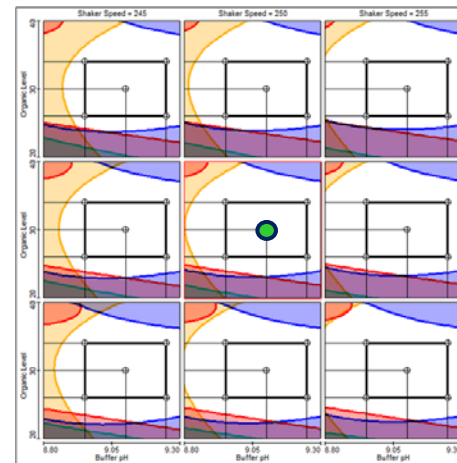 Shaker Speed = 245
Shaker Speed = 250
Shaker Speed = 255
40
Organic Level
30
20
40
Organic Level
30
20
40
Organic Level
30
20
8.80
9.05
9.30
8.80
9.05
9.30
8.80
9.05
9.30
Buffer pH
Buffer pH
Buffer pH